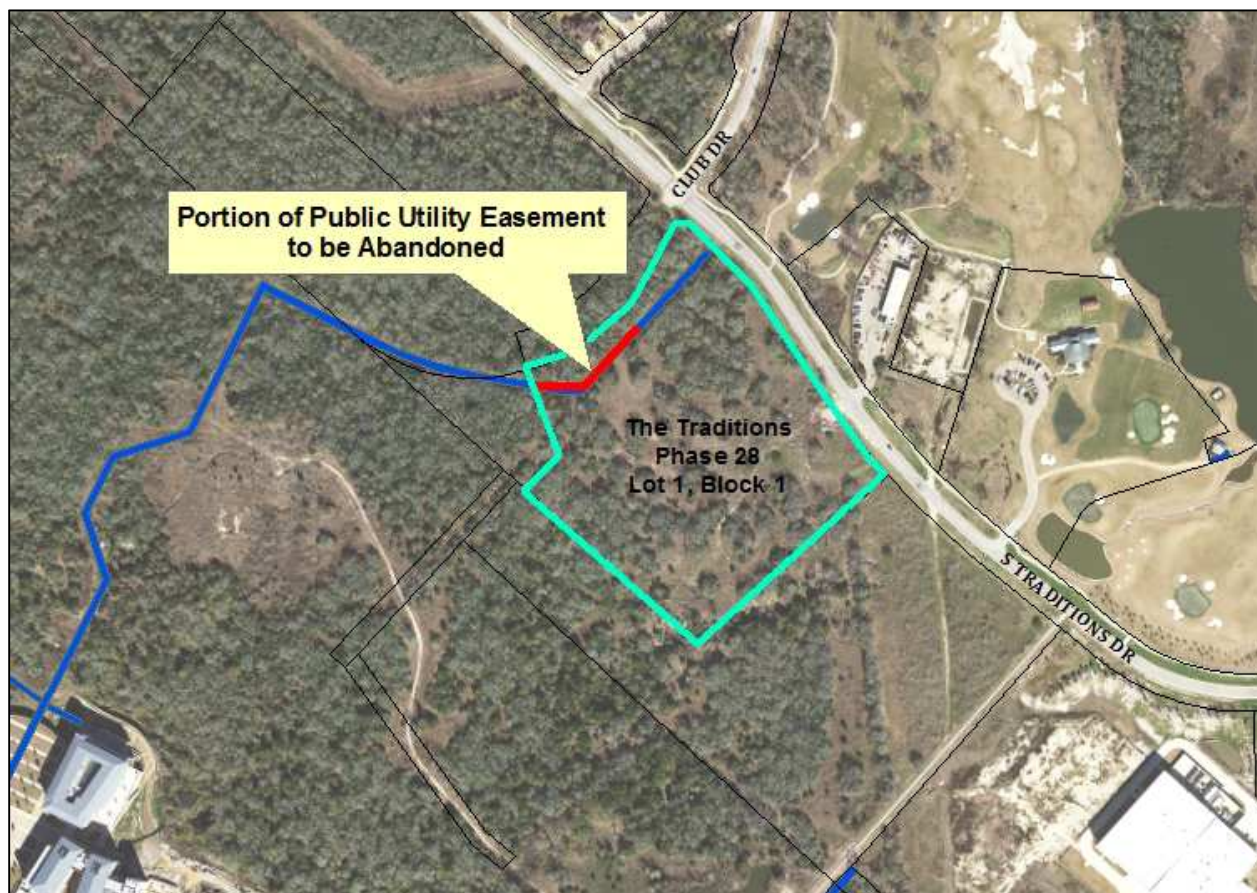 CLUB DR
Portion of Public Utility Easement
to be Abandoned
The Traditions
Phase 28
Lot 1, Block 1
S TRADITIONS DR